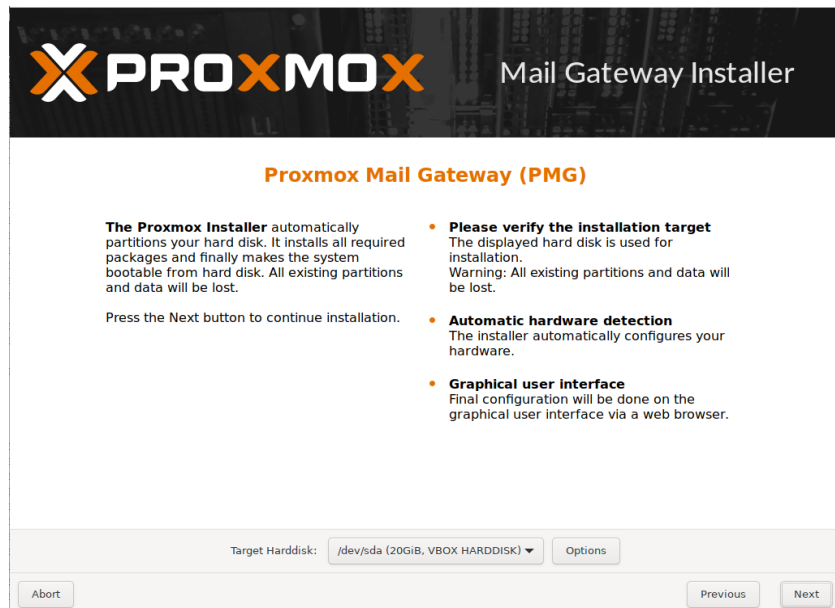 PROXMOX
Mail Gateway Installer
Proxmox Mail Gateway (PMG)
The Proxmox Installer automatically
partitions your hard disk. It installs all required
packages and finally makes the system
bootable from hard disk. All existing partitions
and data will be lost.
Press the Next button to continue installation.
Please verify the installation target
The displayed hard disk is used for
installation.
Warning: All existing partitions and data will
be lost.
Automatic hardware detection
The installer automatically configures your
hardware.
Graphical user interface
Final configuration will be done on the
graphical user interface via a web browser.
Target Harddisk: /dev/sda (20GiB, VBOX HARDDISK) Options
Abort Previous Next